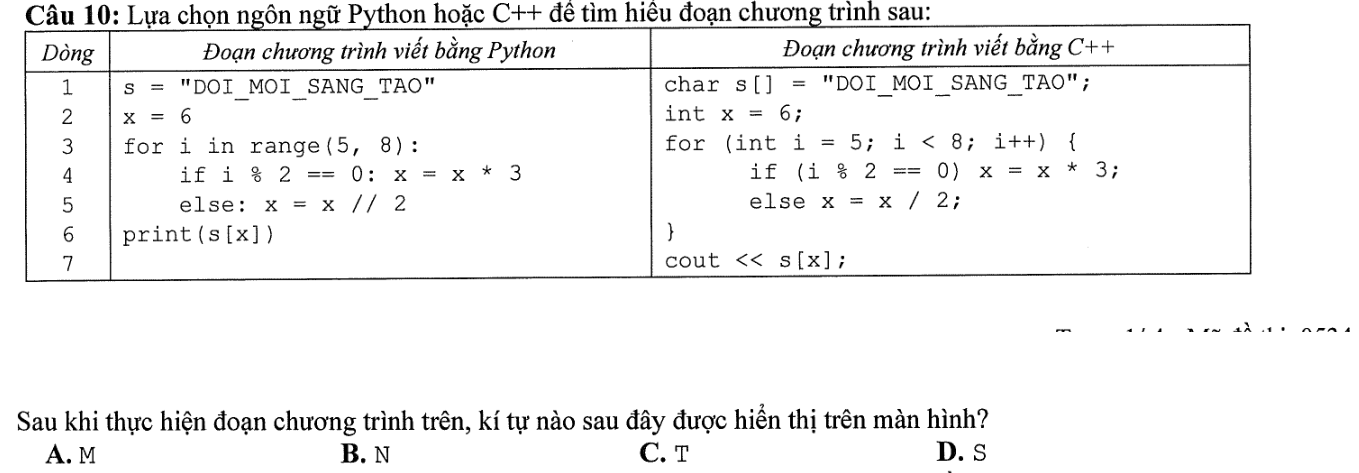 Câu 10: Lựa chọn ngôn ngữ Python hoặc C++ để tìm hiểu đoạn chương trình sau:
Dòng Đoạn chương trình viết bằng Python Đoạn chương trình viết bằng C++
1 s = "DOI_MOI_SANG_TAO" char s[] = "DOI_MOI_SANG_TAO";
2 x = 6 int x = 6;
3 for i in range(5, 8): for (int i = 5; i < 8; i++) {
4 if i % 2 == 0: x = x * 3 if (i % 2 == 0) x = x * 3;
5 else: x = x // 2 else x = x / 2;
6 print(s[x]) }
7 cout << s[x];
Sau khi thực hiện đoạn chương trình trên, kí tự nào sau đây được hiển thị trên màn hình?
A. M B. N C. T D. S